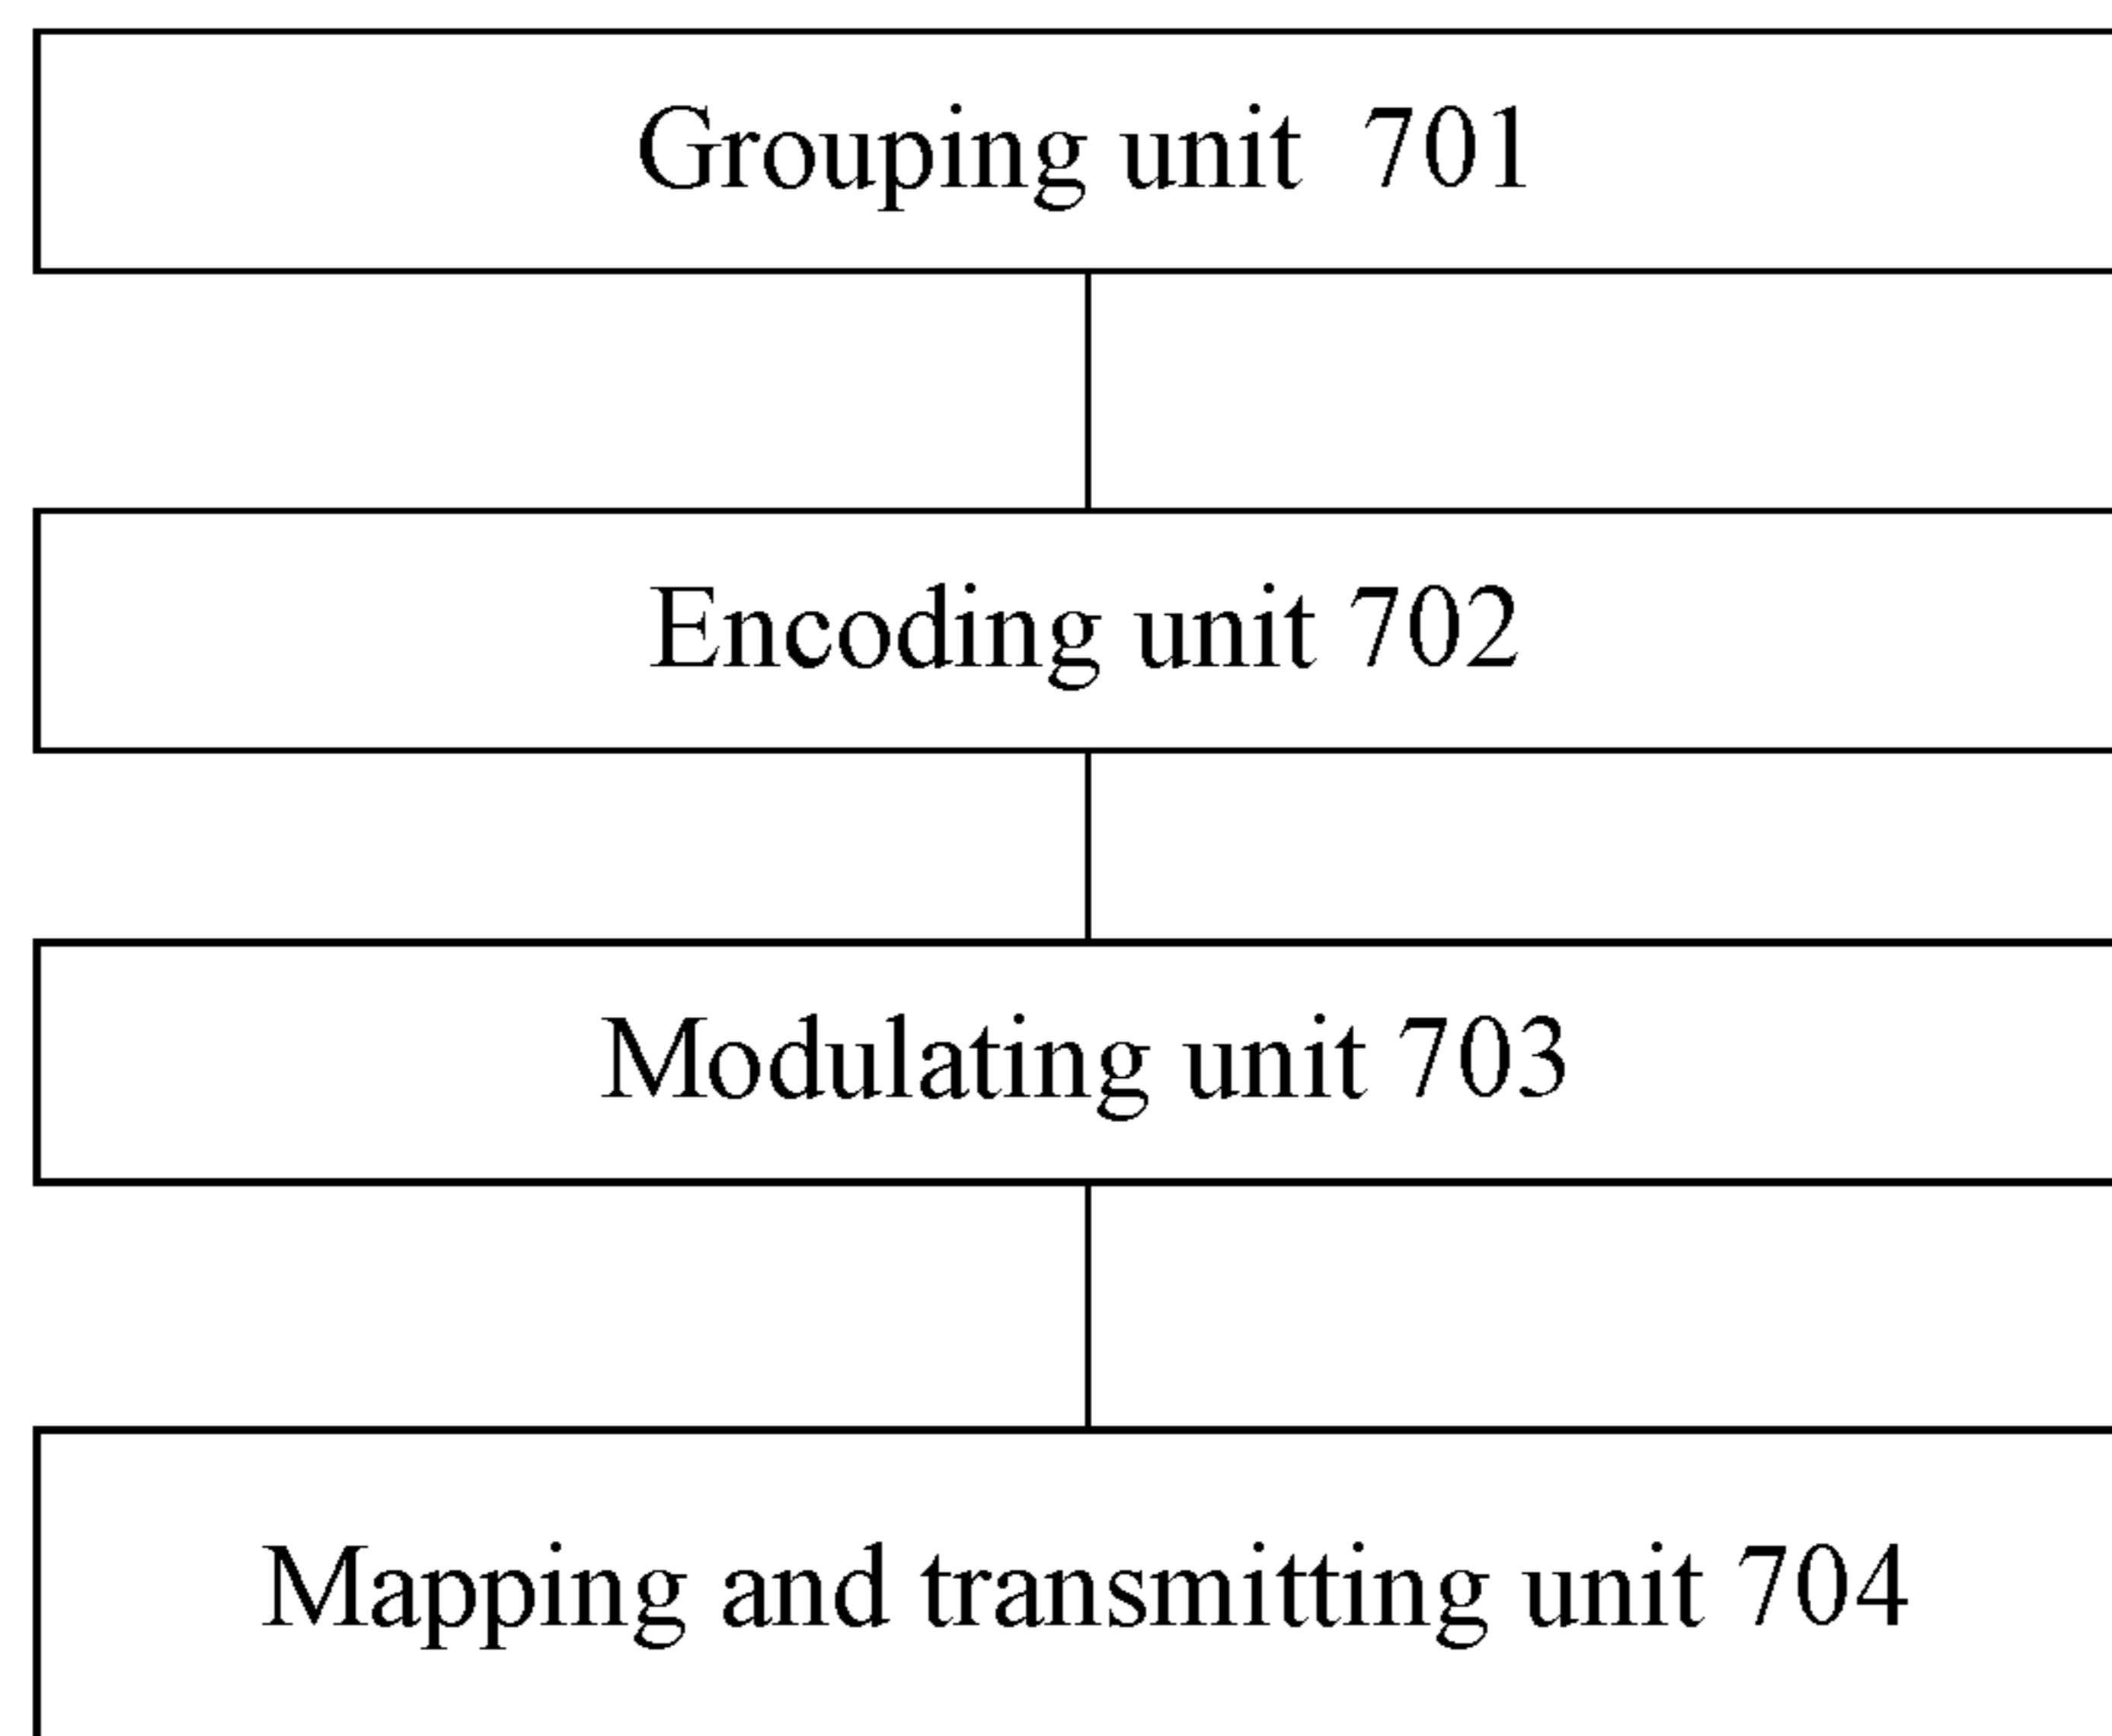 Grouping unit 701
Encoding unit 702
Modulating unit 703
Mapping and transmitting unit 704